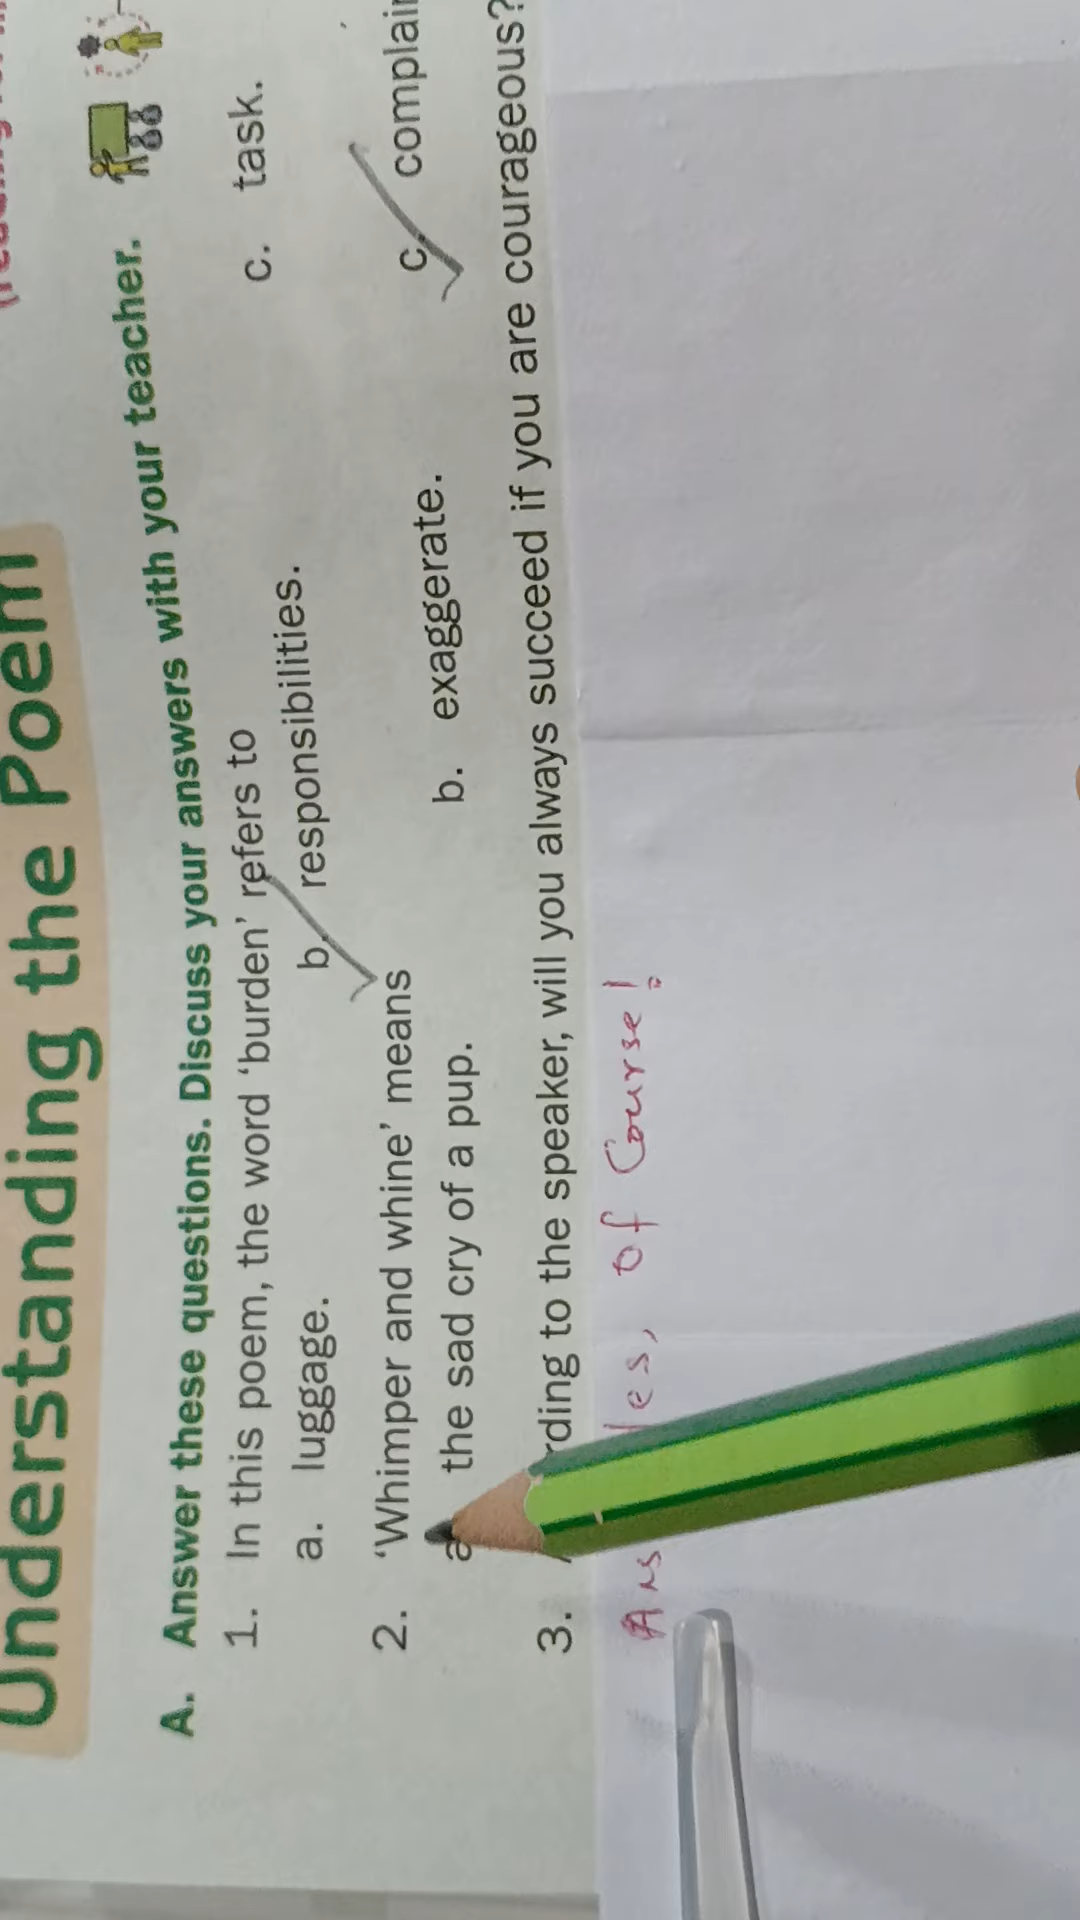 Understanding the Poem
A. Answer these questions. Discuss your answers with your teacher.
1. In this poem, the word ‘burden’ refers to
a. luggage. b. responsibilities. c. task.
2. ‘Whimper and whine’ means
a the sad cry of a pup. b. exaggerate. c. complain
3. rding to the speaker, will you always succeed if you are courageous?
Ans es, of Course!